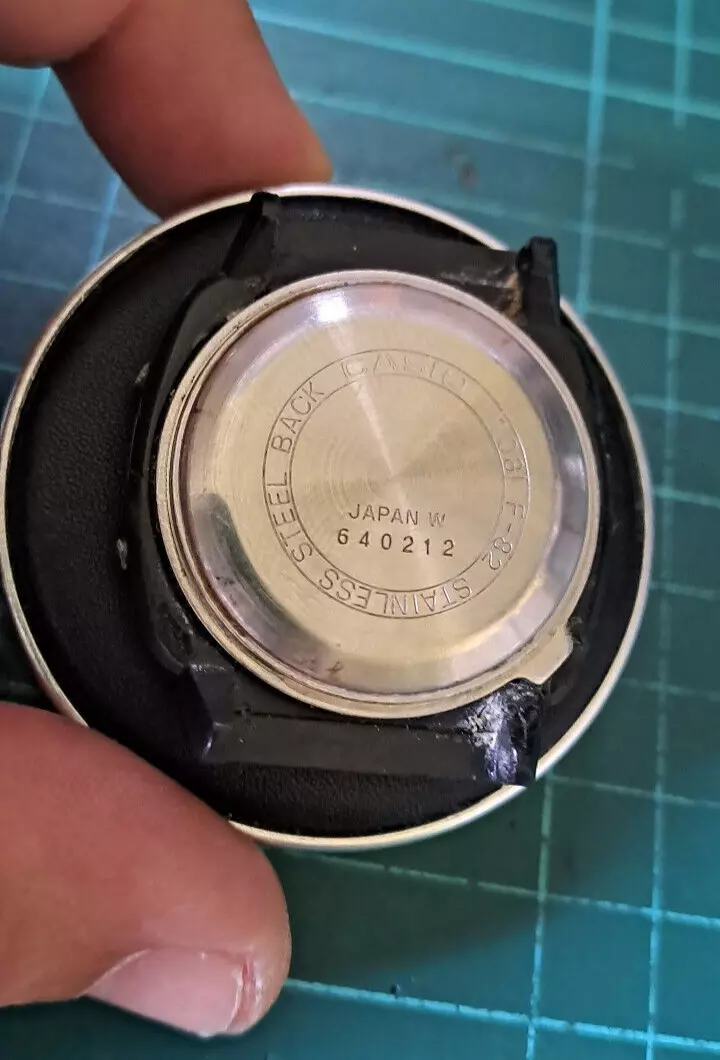 CASIO F-82 STAINLESS STEEL BACK
JAPAN W
640212